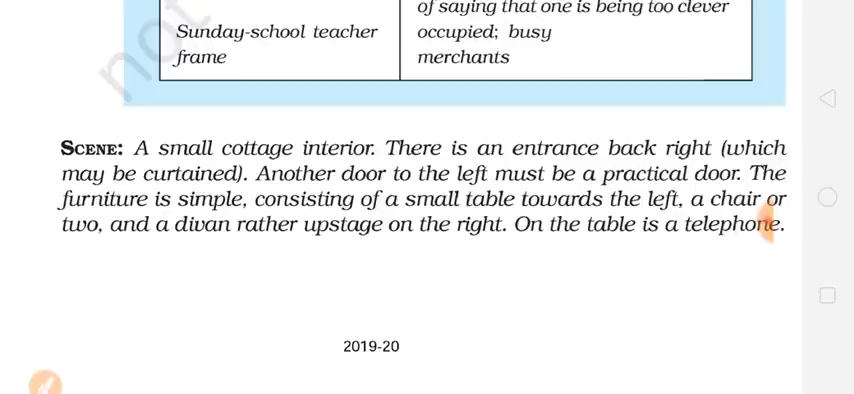 of saying that one is being too clever
Sunday-school teacher occupied; busy
frame merchants
not
SCENE: A small cottage interior. There is an entrance back right (which
may be curtained). Another door to the left must be a practical door. The
furniture is simple, consisting of a small table towards the left, a chair or
two, and a divan rather upstage on the right. On the table is a telephone.
2019-20